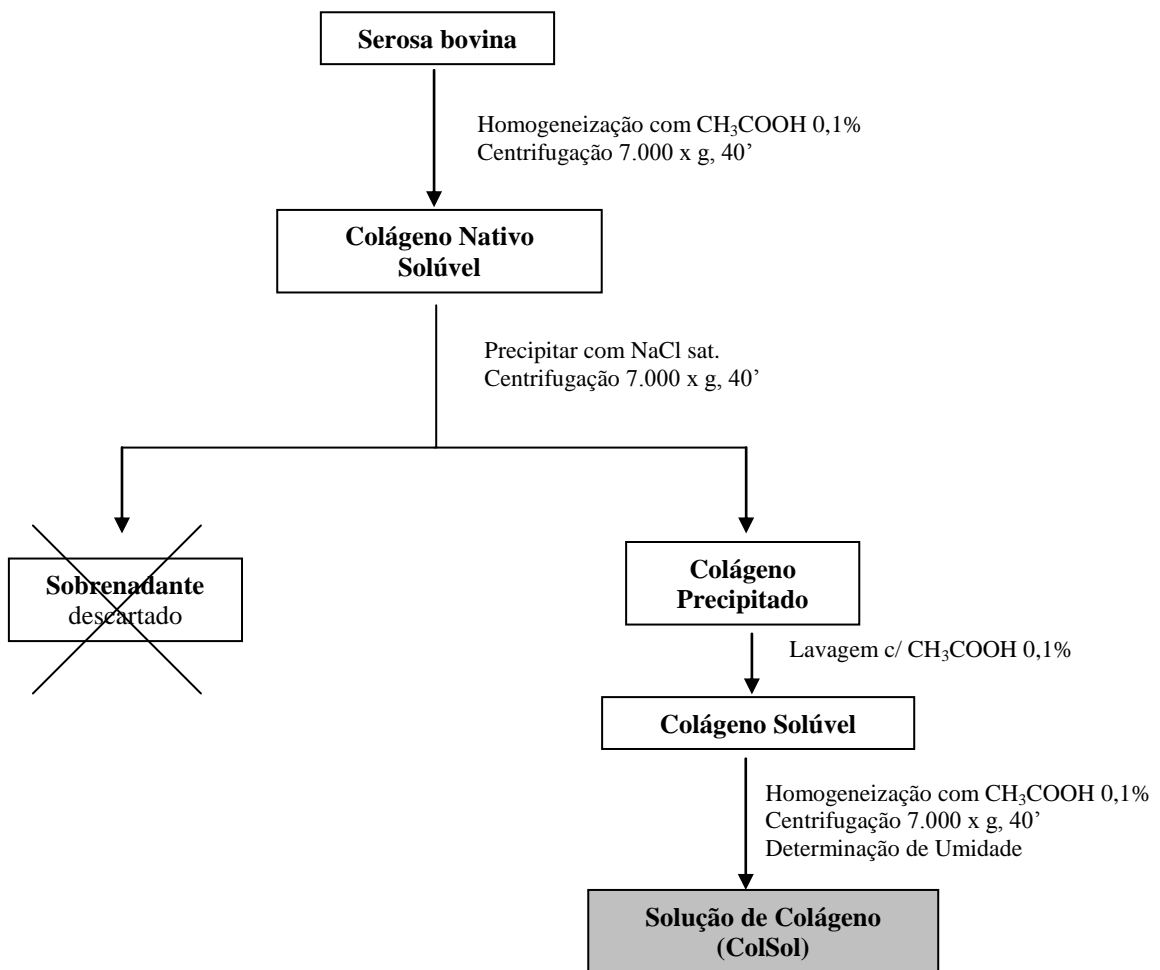 Serosa bovina
Homogeneização com CH₃COOH 0,1%
Centrifugação 7.000 x g, 40’
Colágeno Nativo
Solúvel
Precipitar com NaCl sat.
Centrifugação 7.000 x g, 40’
Sobrenadante
descartado
Colágeno
Precipitado
Lavagem c/ CH₃COOH 0,1%
Colágeno Solúvel
Homogeneização com CH₃COOH 0,1%
Centrifugação 7.000 x g, 40’
Determinação de Umidade
Solução de Colágeno
(ColSol)